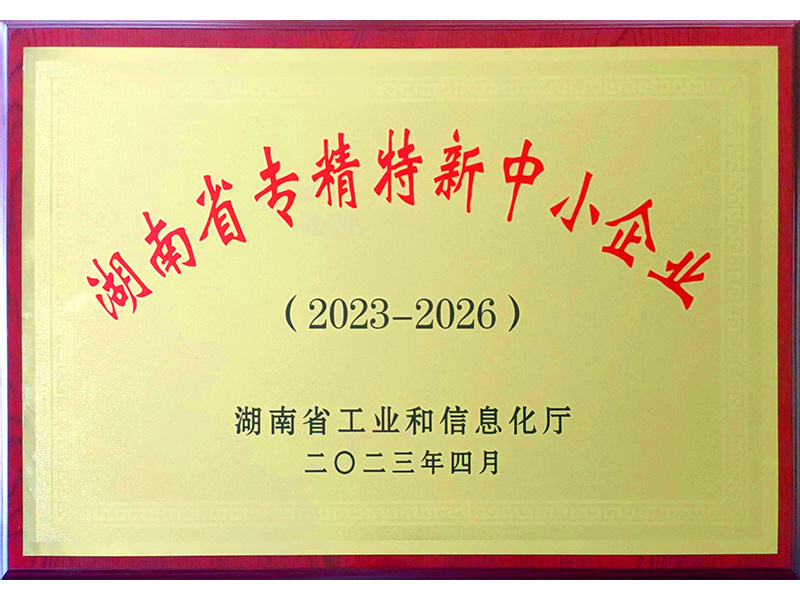 湖南省专精特新中小企业
（2023-2026）
湖南省工业和信息化厅
二〇二三年四月